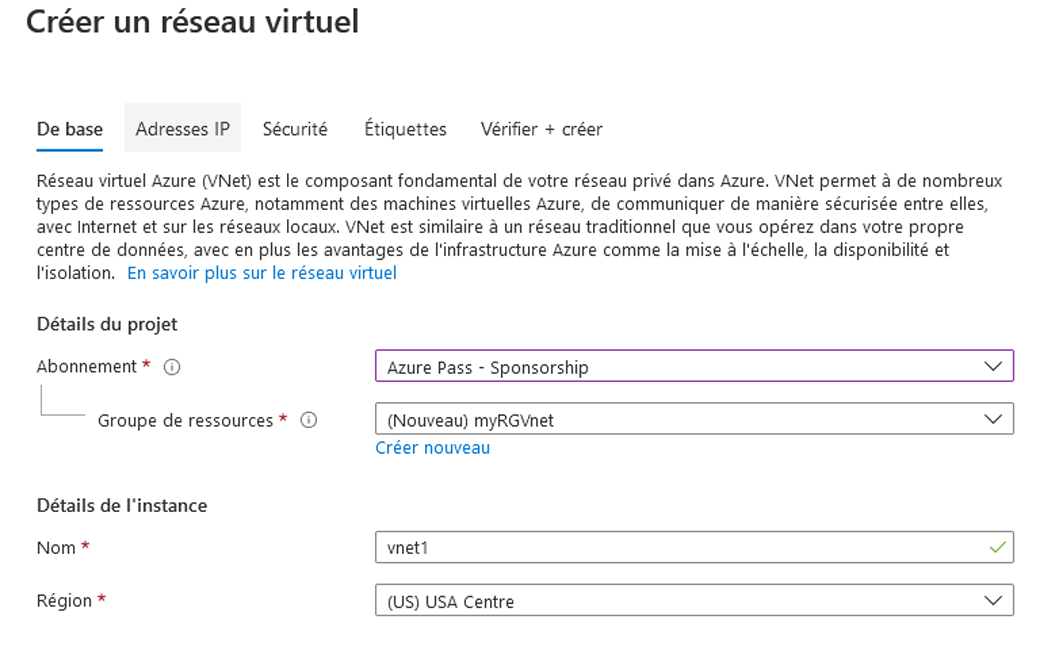 Créer un réseau virtuel
De base Adresses IP Sécurité Étiquettes Vérifier + créer
Réseau virtuel Azure (VNet) est le composant fondamental de votre réseau privé dans Azure. VNet permet à de nombreux
types de ressources Azure, notamment des machines virtuelles Azure, de communiquer de manière sécurisée entre elles,
avec Internet et sur les réseaux locaux. VNet est similaire à un réseau traditionnel que vous opérez dans votre propre
centre de données, avec en plus les avantages de l'infrastructure Azure comme la mise à l'échelle, la disponibilité et
l'isolation. En savoir plus sur le réseau virtuel
Détails du projet
Abonnement * Azure Pass - Sponsorship
Groupe de ressources * (Nouveau) myRGVnet
Créer nouveau
Détails de l'instance
Nom * vnet1
Région * (US) USA Centre